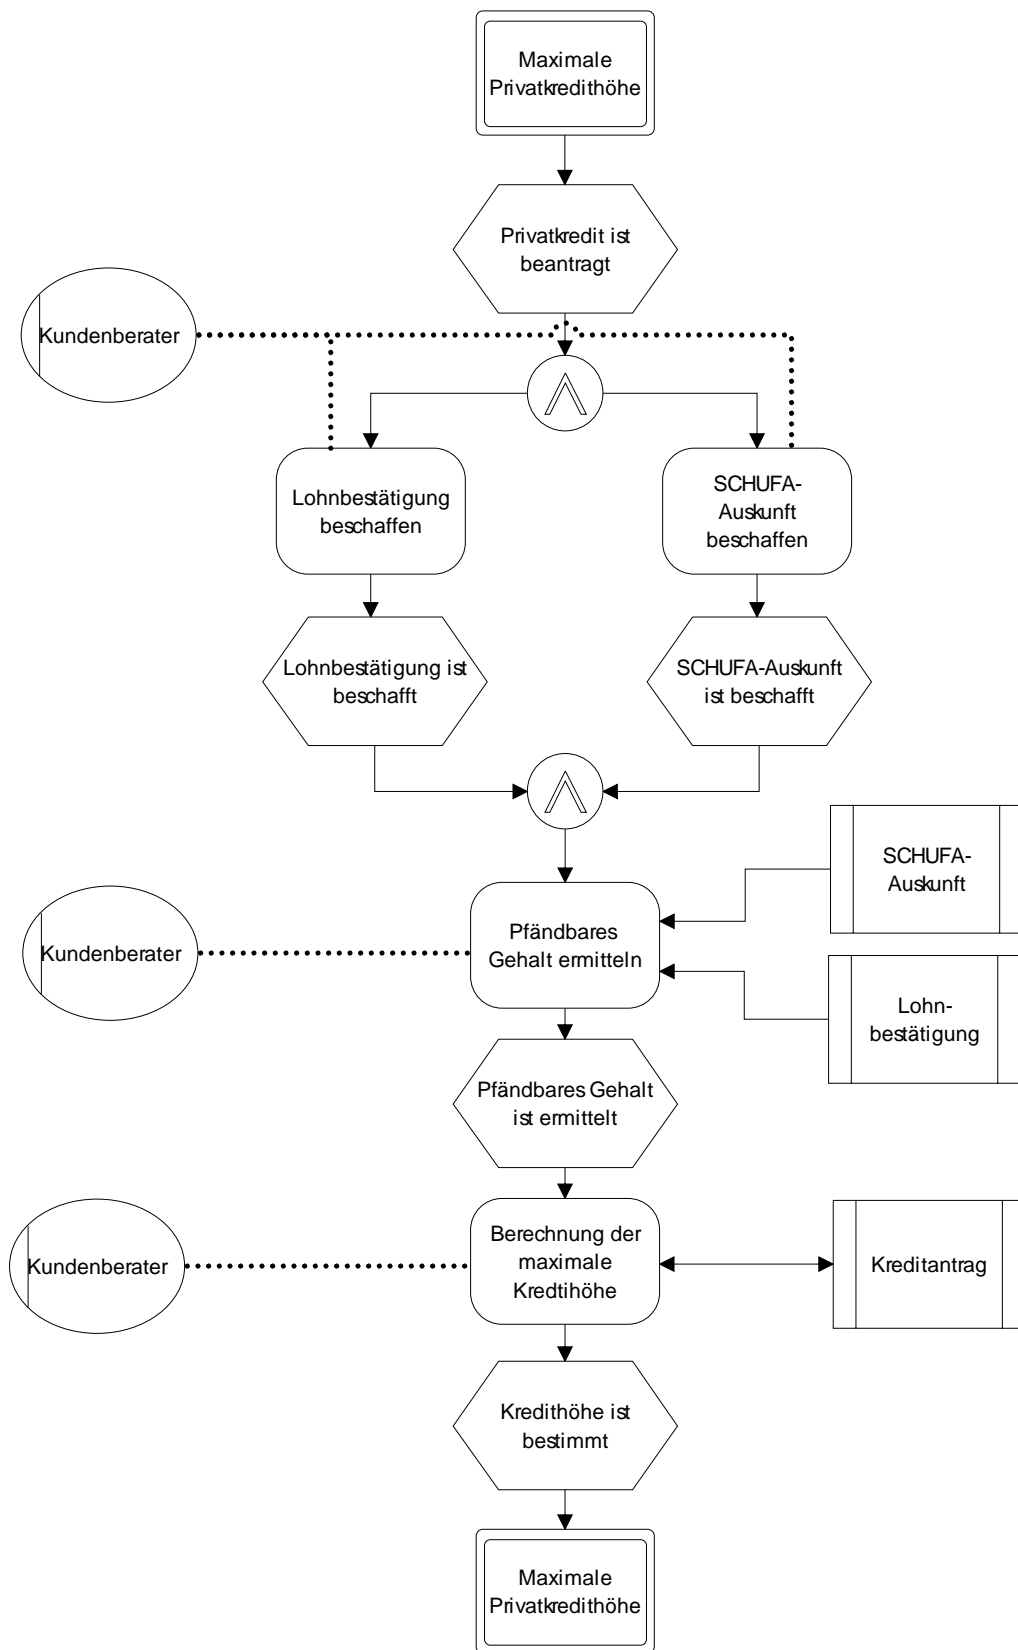 Maximale
Privatkredithöhe
Privatkredit ist
beantragt
Kundenberater
Lohnbestätigung
beschaffen
SCHUFA-
Auskunft
beschaffen
Lohnbestätigung ist
beschafft
SCHUFA-Auskunft
ist beschafft
SCHUFA-
Auskunft
Kundenberater
Pfändbares
Gehalt ermitteln
Lohn-
bestätigung
Pfändbares Gehalt
ist ermittelt
Kundenberater
Berechnung der
maximale
Kredtihöhe
Kreditantrag
Kredithöhe ist
bestimmt
Maximale
Privatkredithöhe